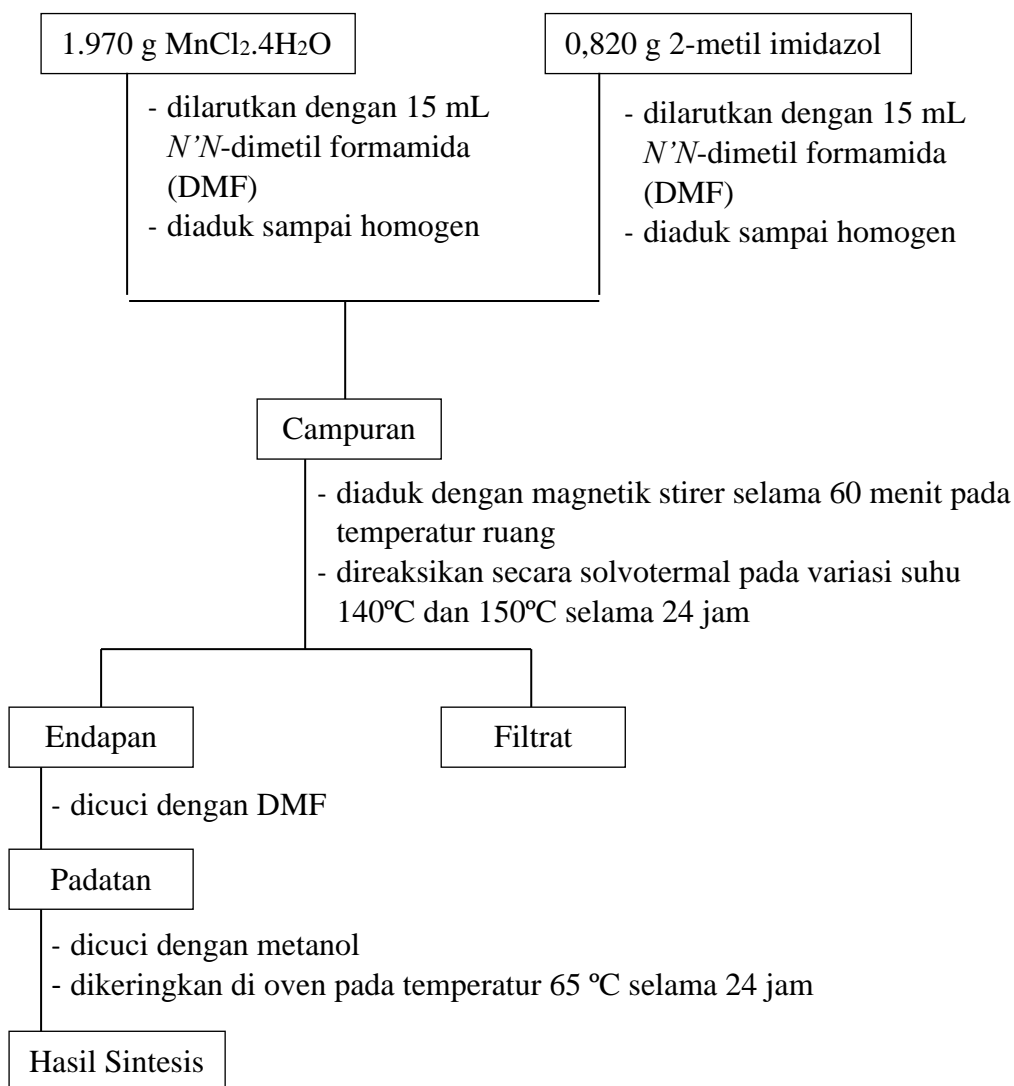 1.970 g MnCl₂.4H₂O
0,820 g 2-metil imidazol
- dilarutkan dengan 15 mL
N’N-dimetil formamida
(DMF)
- diaduk sampai homogen
- dilarutkan dengan 15 mL
N’N-dimetil formamida
(DMF)
- diaduk sampai homogen
Campuran
- diaduk dengan magnetik stirer selama 60 menit pada
temperatur ruang
- direaksikan secara solvotermal pada variasi suhu
140ºC dan 150ºC selama 24 jam
Endapan
Filtrat
- dicuci dengan DMF
Padatan
- dicuci dengan metanol
- dikeringkan di oven pada temperatur 65 ºC selama 24 jam
Hasil Sintesis